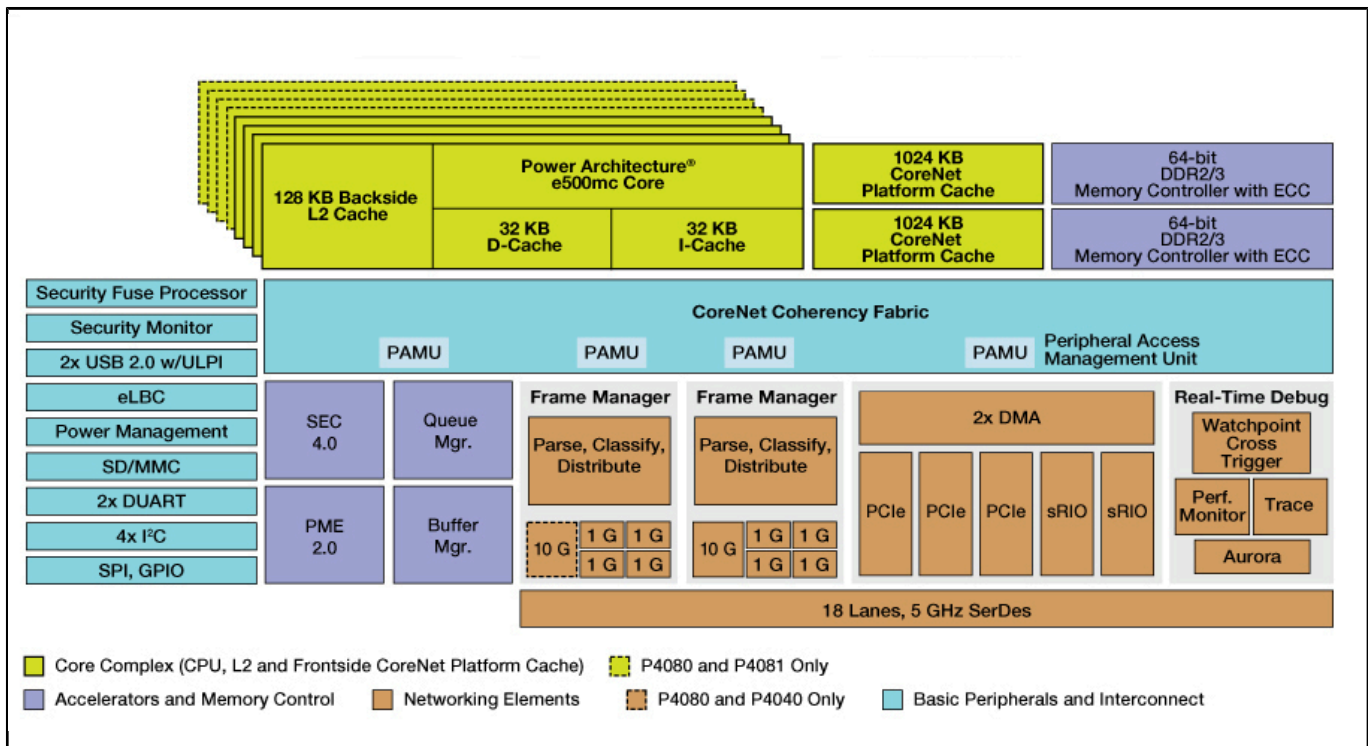 128 KB Backside
L2 Cache
Power Architecture®
e500mc Core
32 KB
D-Cache
32 KB
I-Cache
1024 KB
CoreNet
Platform Cache
1024 KB
CoreNet
Platform Cache
64-bit
DDR2/3
Memory Controller with ECC
64-bit
DDR2/3
Memory Controller with ECC
Security Fuse Processor
Security Monitor
2x USB 2.0 w/ULPI
eLBC
Power Management
SD/MMC
2x DUART
4x I²C
SPI, GPIO
CoreNet Coherency Fabric
PAMU
PAMU
PAMU
PAMU
Peripheral Access
Management Unit
SEC
4.0
Queue
Mgr.
PME
2.0
Buffer
Mgr.
Frame Manager
Parse, Classify,
Distribute
10 G
1 G
1 G
1 G
1 G
Frame Manager
Parse, Classify,
Distribute
10 G
1 G
1 G
1 G
1 G
2x DMA
PCIe
PCIe
PCIe
sRIO
sRIO
Real-Time Debug
Watchpoint
Cross
Trigger
Perf.
Monitor
Trace
Aurora
18 Lanes, 5 GHz SerDes
Core Complex (CPU, L2 and Frontside CoreNet Platform Cache)
P4080 and P4081 Only
Accelerators and Memory Control
Networking Elements
P4080 and P4040 Only
Basic Peripherals and Interconnect